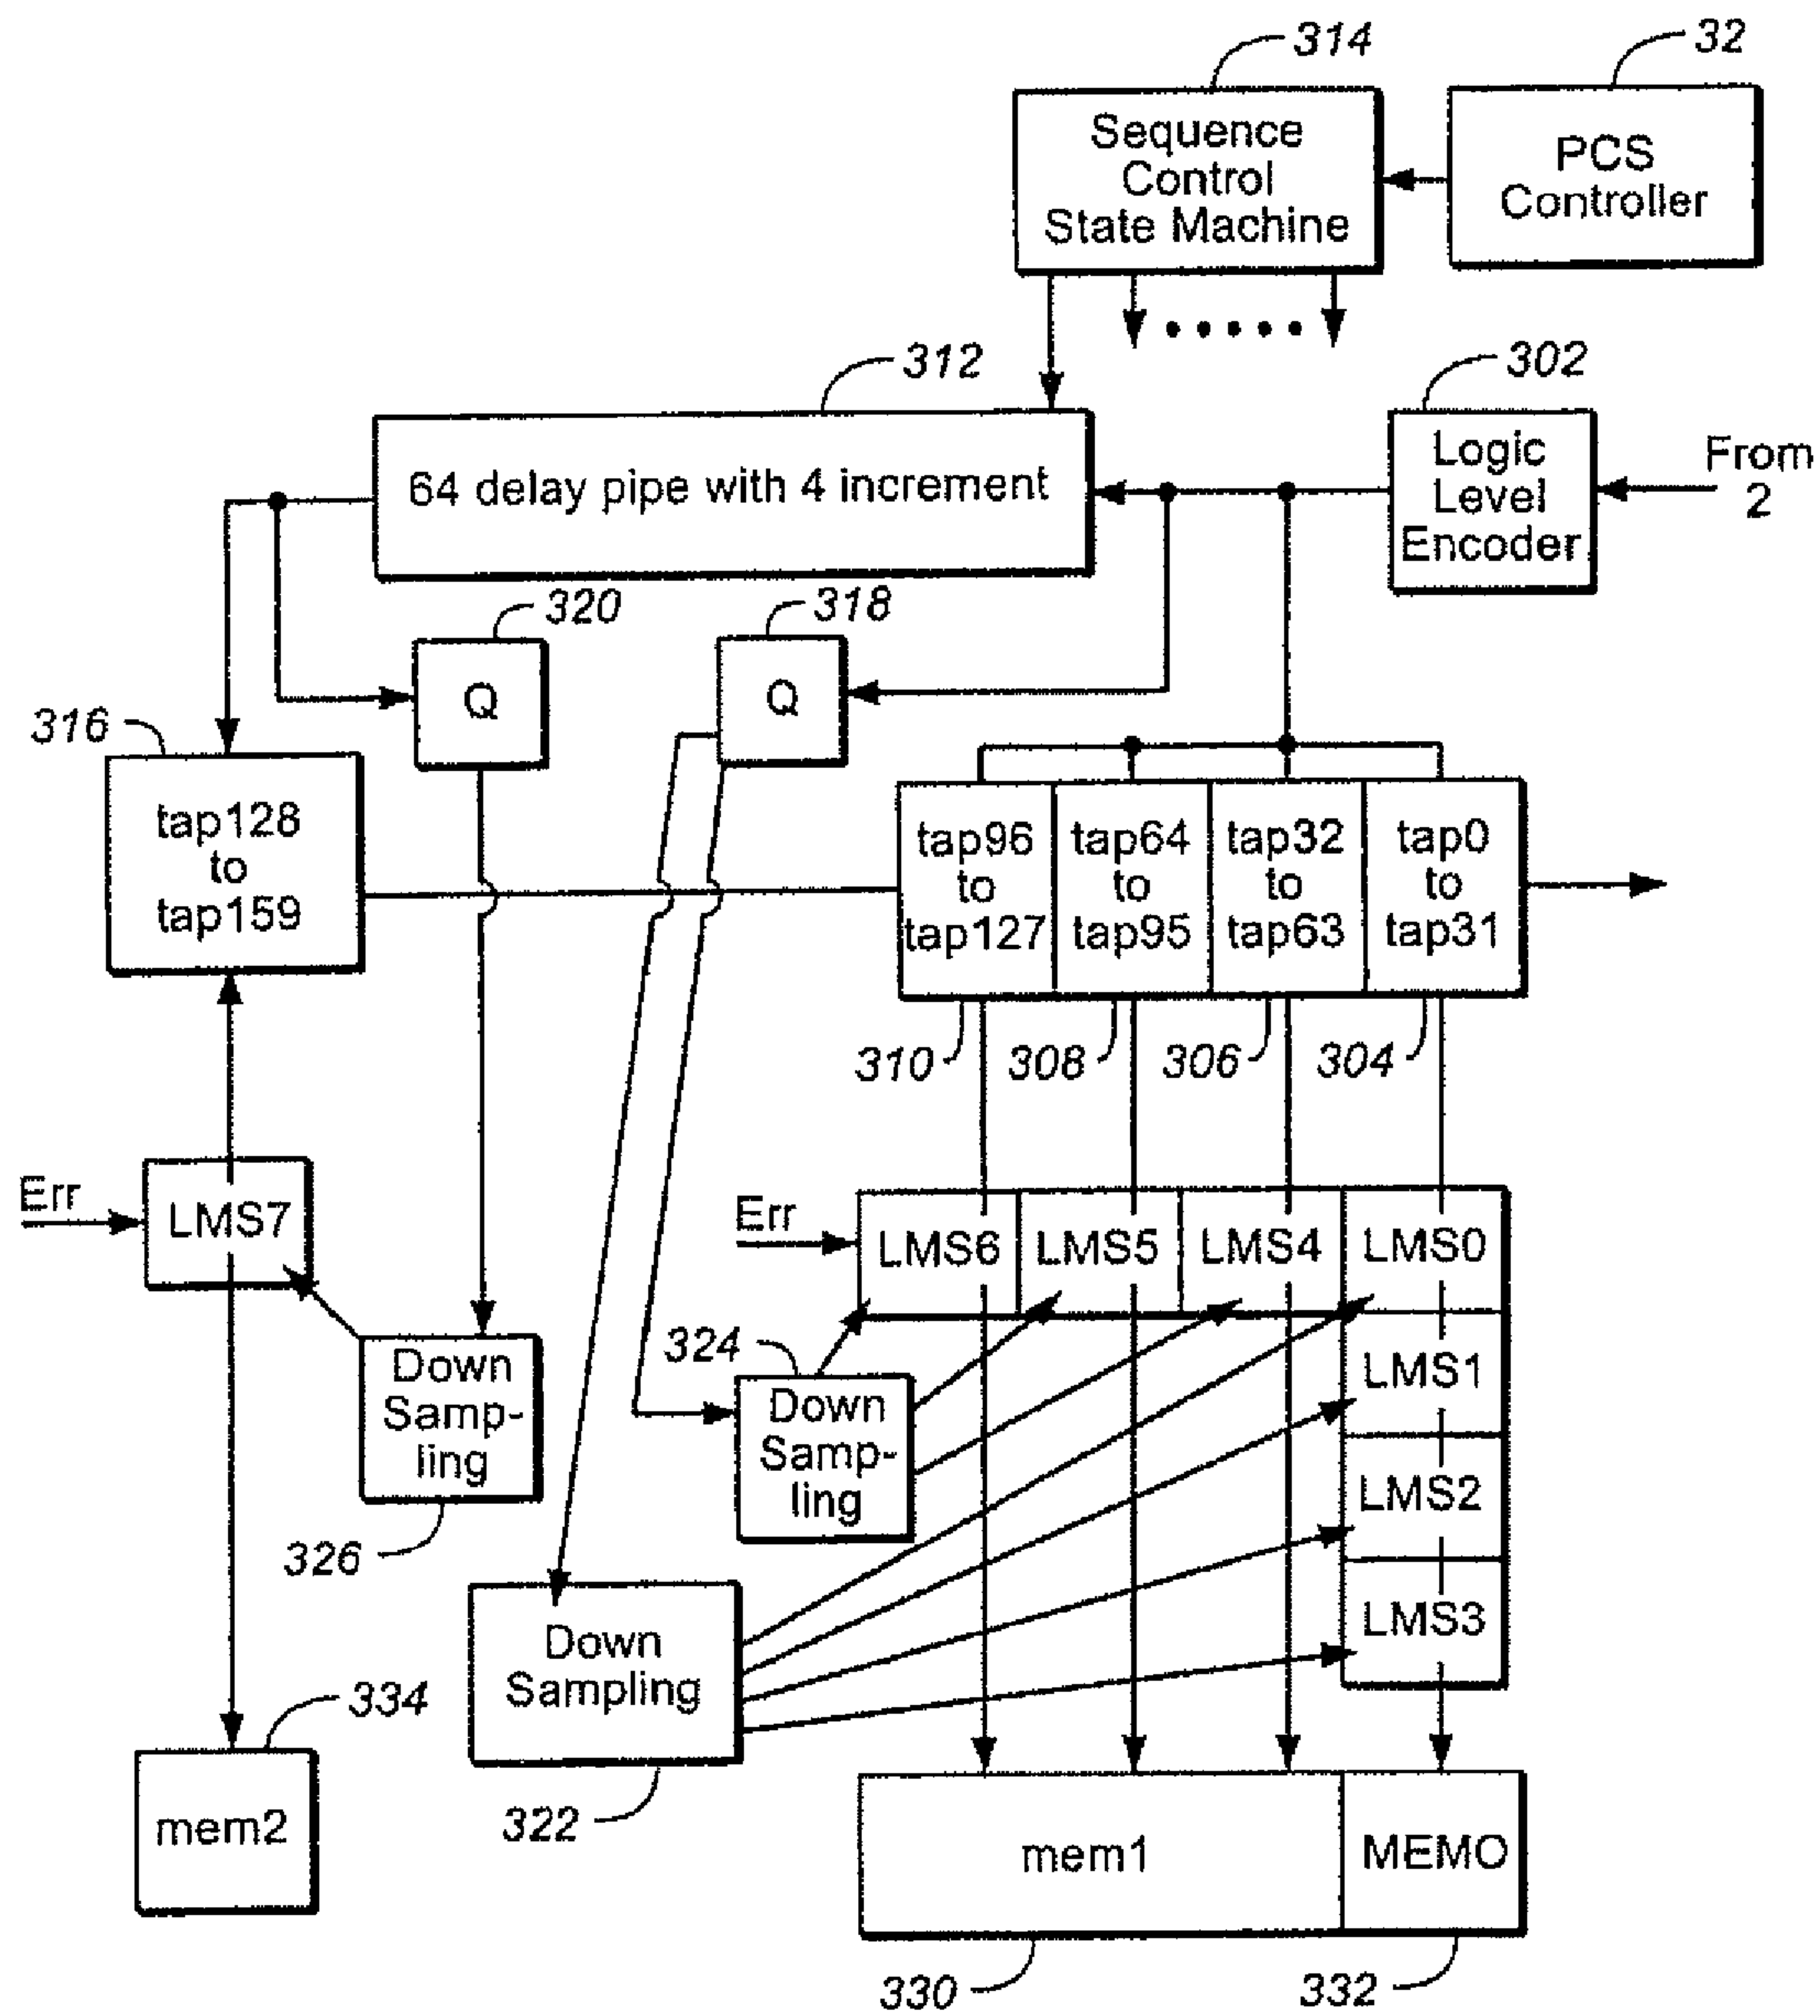 314
32
Sequence
Control
State Machine
PCS
Controller
312
302
64 delay pipe with 4 increment
Logic
Level
Encoder
From
2
320
318
Q
Q
316
tap128
to
tap159
tap96
to
tap127
tap64
to
tap95
tap32
to
tap63
tap0
to
tap31
310
308
306
304
Err
LMS7
Err
LMS6
LMS5
LMS4
LMS0
LMS1
LMS2
LMS3
324
Down
Samp-
ling
Down
Samp-
ling
326
Down
Sampling
322
334
mem2
mem1
MEMO
330
332